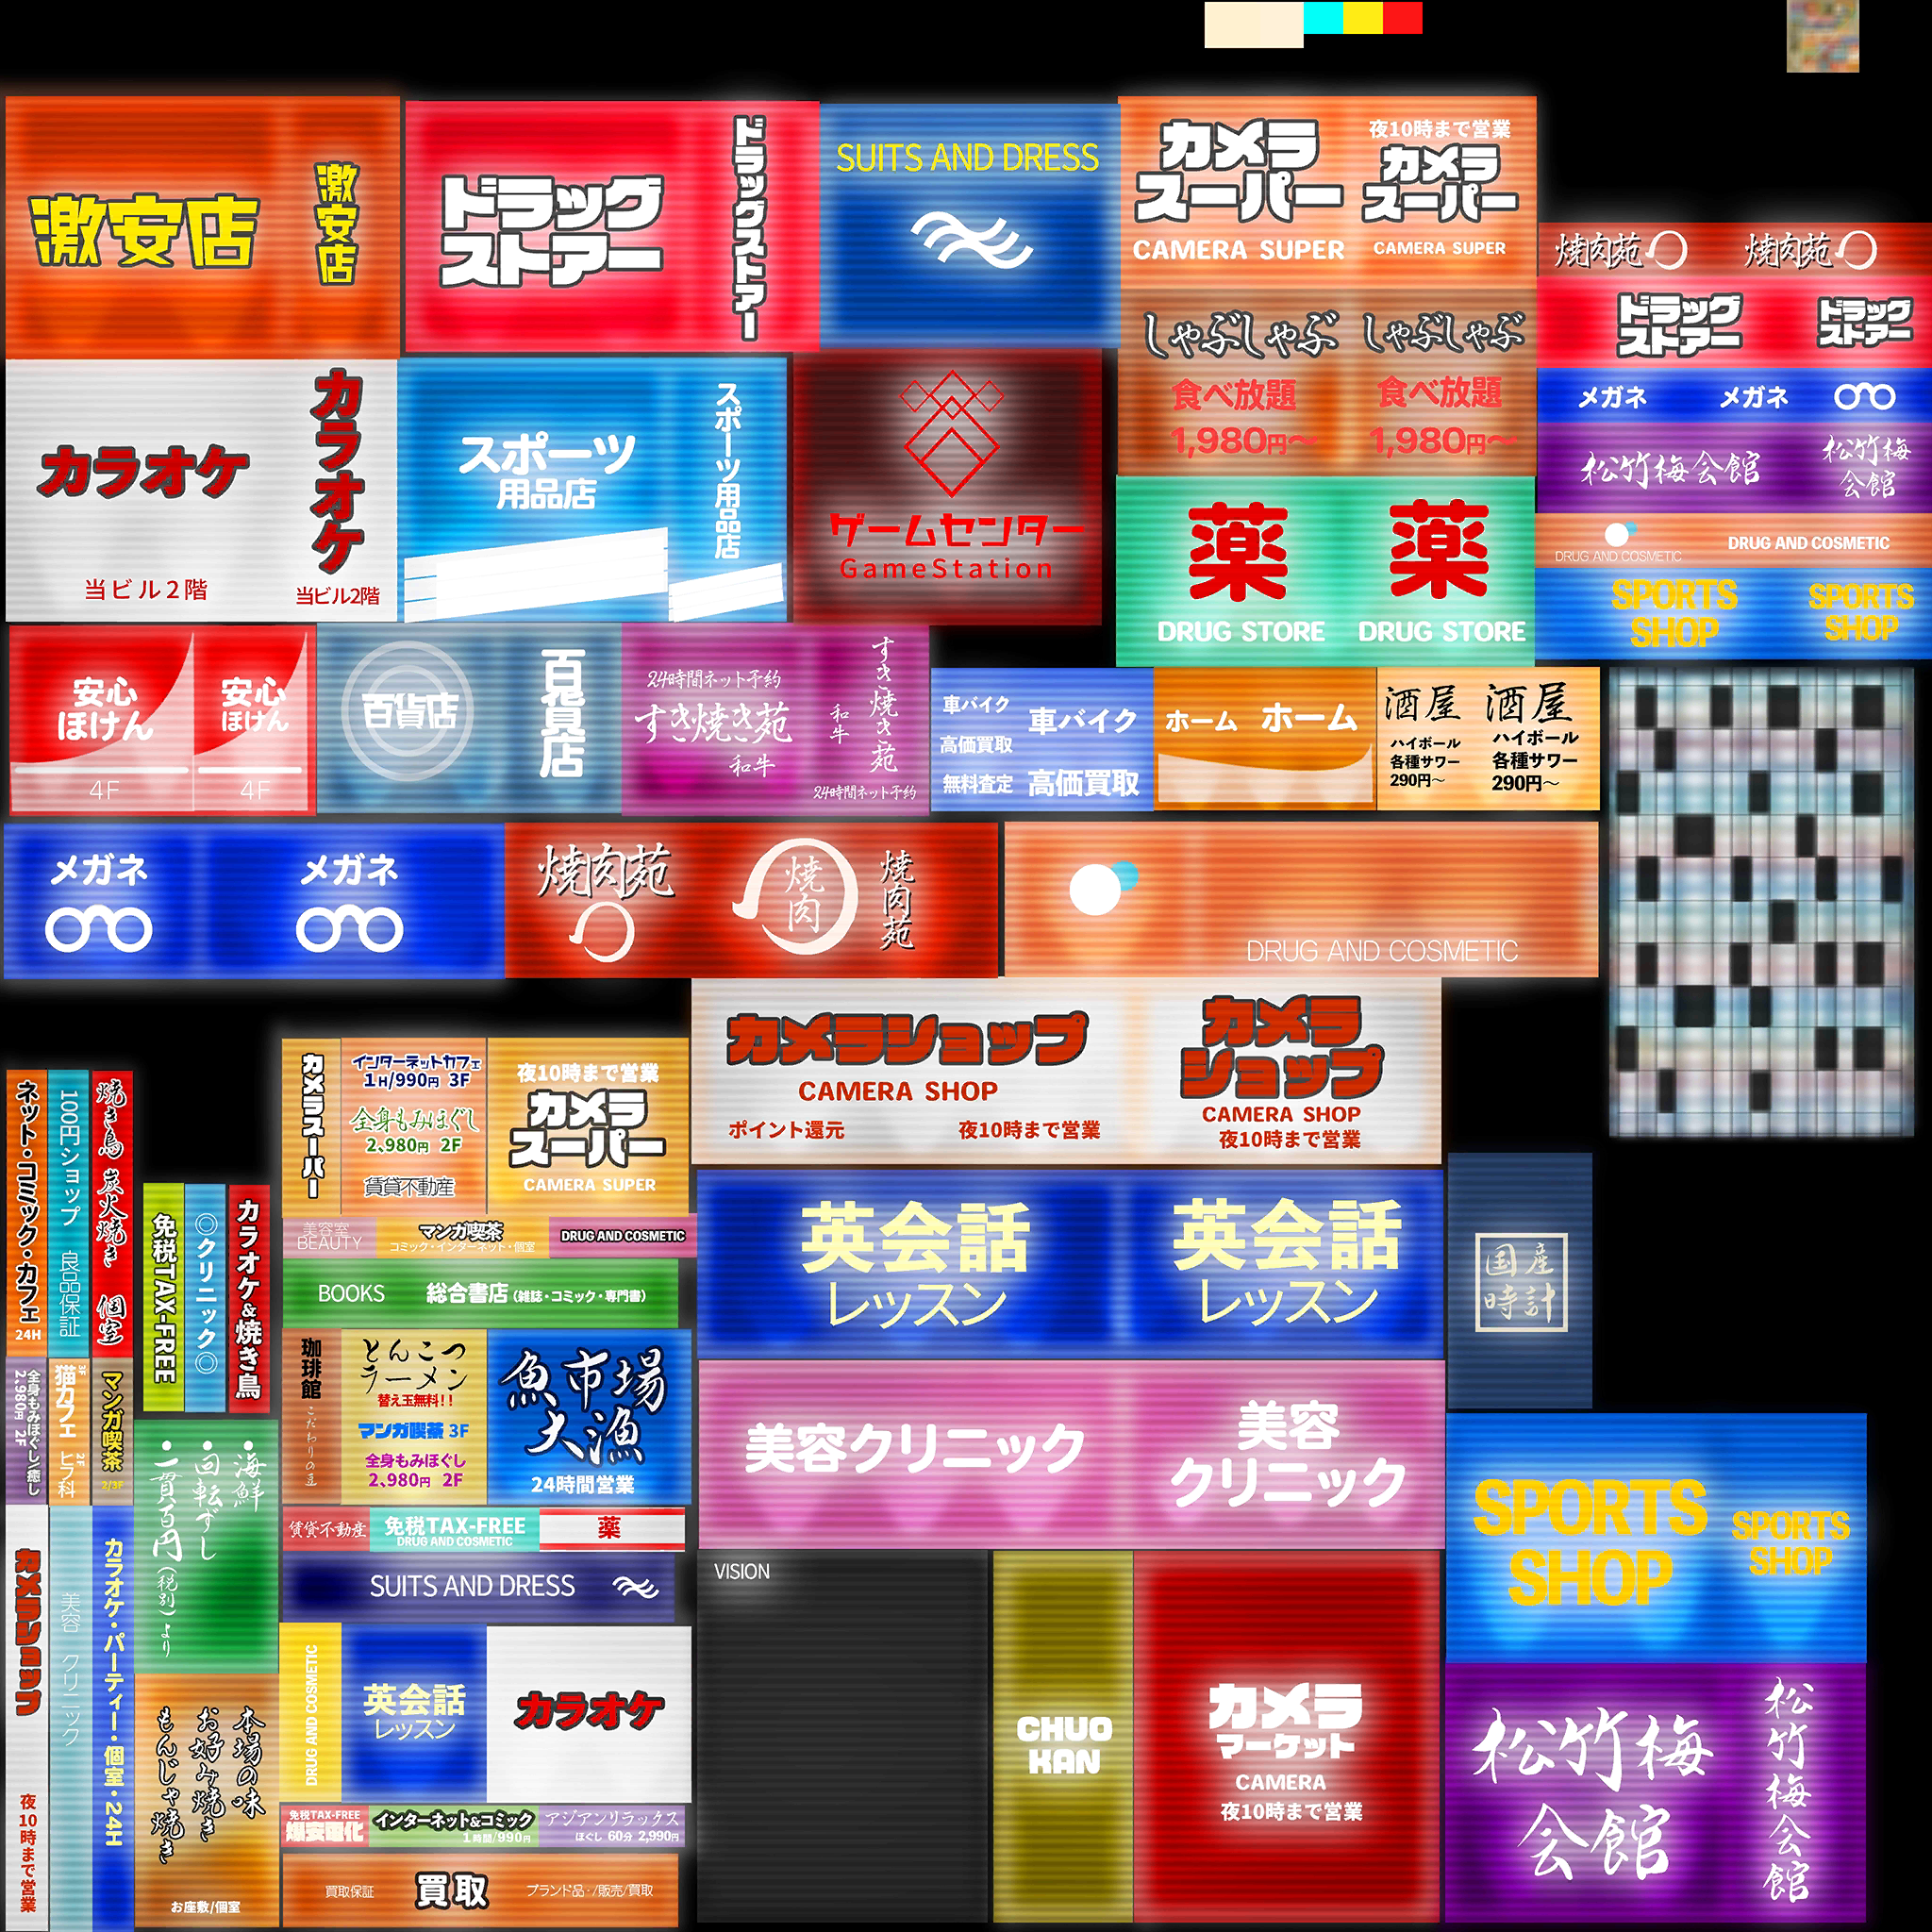 激安店
激安店
ドラッグ
ストアー
ドラッグストアー
SUITS AND DRESS
カメラ
スーパー
CAMERA SUPER
夜10時まで営業
カメラ
スーパー
CAMERA SUPER
しゃぶしゃぶ
食べ放題
1,980円〜
しゃぶしゃぶ
食べ放題
1,980円〜
焼肉苑
焼肉苑
ドラッグ
ストアー
ドラッグ
ストアー
メガネ
メガネ
松竹梅会館
松竹梅
会館
DRUG AND COSMETIC
DRUG AND COSMETIC
SPORTS
SHOP
SPORTS
SHOP
カラオケ
当ビル2階
カラオケ
当ビル2階
スポーツ
用品店
スポーツ用品店
ゲームセンター
GameStation
薬
DRUG STORE
薬
DRUG STORE
安心
ほけん
4F
安心
ほけん
4F
百貨店
百貨店
24時間ネット予約
すき焼き苑
和牛
すき焼き苑
和牛
24時間ネット予約
車バイク
高価買取
無料査定
車バイク
高価買取
ホーム
ホーム
酒屋
ハイボール
各種サワー
290円〜
酒屋
ハイボール
各種サワー
290円〜
メガネ
メガネ
焼肉苑
焼肉
焼肉苑
DRUG AND COSMETIC
カメラショップ
CAMERA SHOP
ポイント還元
夜10時まで営業
カメラ
ショップ
CAMERA SHOP
夜10時まで営業
ネット・コミック・カフェ
24H
100円ショップ 良品保証
焼き鳥 炭火焼き 個室
免税TAX-FREE
◎クリニック◎
カラオケ&焼き鳥
カメラスーパー
インターネットカフェ
1H/990円 3F
全身もみほぐし
2,980円 2F
賃貸不動産
夜10時まで営業
カメラ
スーパー
CAMERA SUPER
美容室
BEAUTY
マンガ喫茶
コミック・インターネット・個室
DRUG AND COSMETIC
BOOKS
総合書店(雑誌・コミック・専門書)
英会話
レッスン
英会話
レッスン
国産
時計
全身もみほぐし/癒し
2,980円 2F
3F
猫カフェ
2F
ヒフ科
マンガ喫茶
2/3F
珈琲館
こだわりの豆
とんこつ
ラーメン
替え玉無料!!
マンガ喫茶 3F
全身もみほぐし
2,980円 2F
魚市場
大漁
24時間営業
美容クリニック
美容
クリニック
・海鮮
・回転ずし
・二貫百円(税別)より
賃貸不動産
免税TAX-FREE
DRUG AND COSMETIC
薬
SUITS AND DRESS
カメラショップ
夜10時まで営業
美容 クリニック
カラオケ・パーティー・個室・24H
本場の味
お好み焼き
もんじゃ焼き
お座敷/個室
DRUG AND COSMETIC
英会話
レッスン
カラオケ
免税TAX-FREE
爆安電化
インターネット&コミック
1時間/990円
アジアンリラックス
ほぐし 60分 2,990円
買取保証
買取
ブランド品・/販売/買取
VISION
CHUO
KAN
カメラ
マーケット
CAMERA
夜10時まで営業
SPORTS
SHOP
SPORTS
SHOP
松竹梅
会館
松竹梅会館